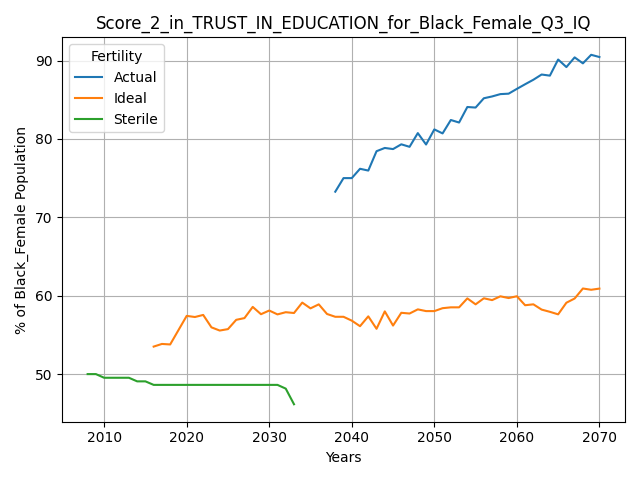 Score_2_in_TRUST_IN_EDUCATION_for_Black_Female_Q3_IQ
Fertility
Actual
Ideal
Sterile
% of Black_Female Population
90
80
70
60
50
2010 2020 2030 2040 2050 2060 2070
Years